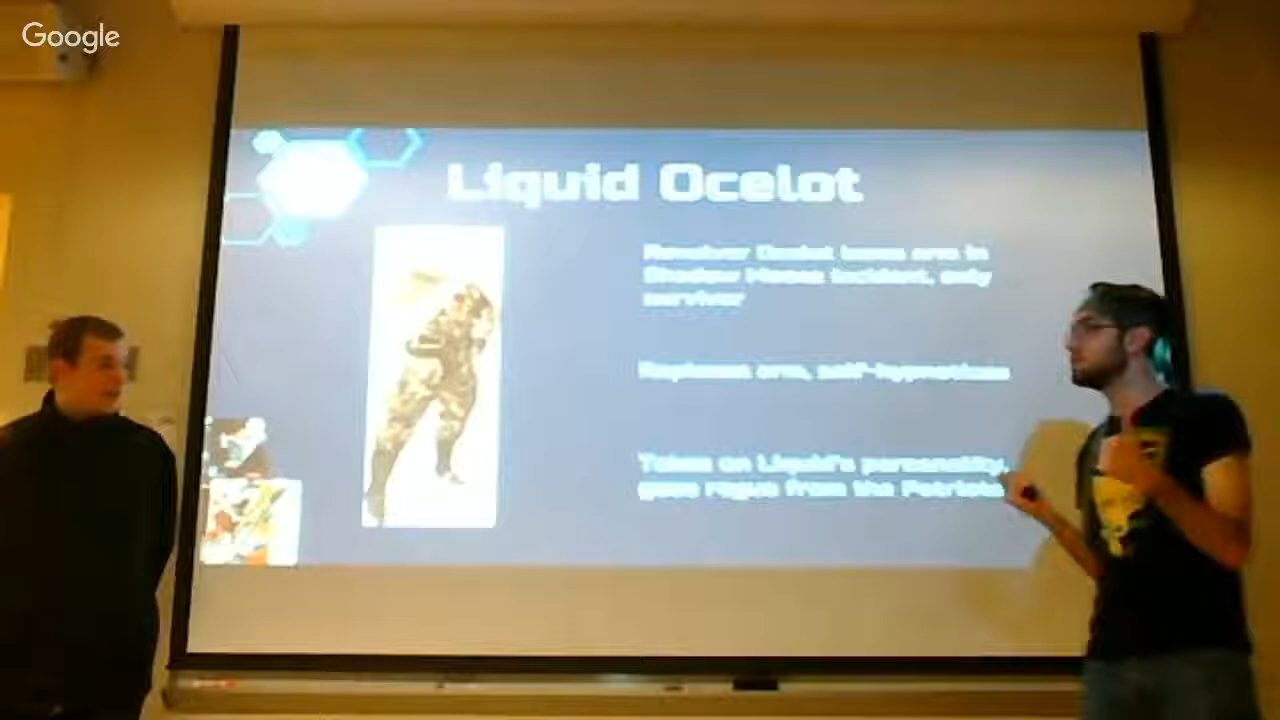 Google
Liquid Ocelot
Revolver Ocelot loses arm in
Shadow Moses incident, only
survivor
Replaces arm, self-hypnotizes
Takes on Liquid's personality,
goes rogue from the Patriots